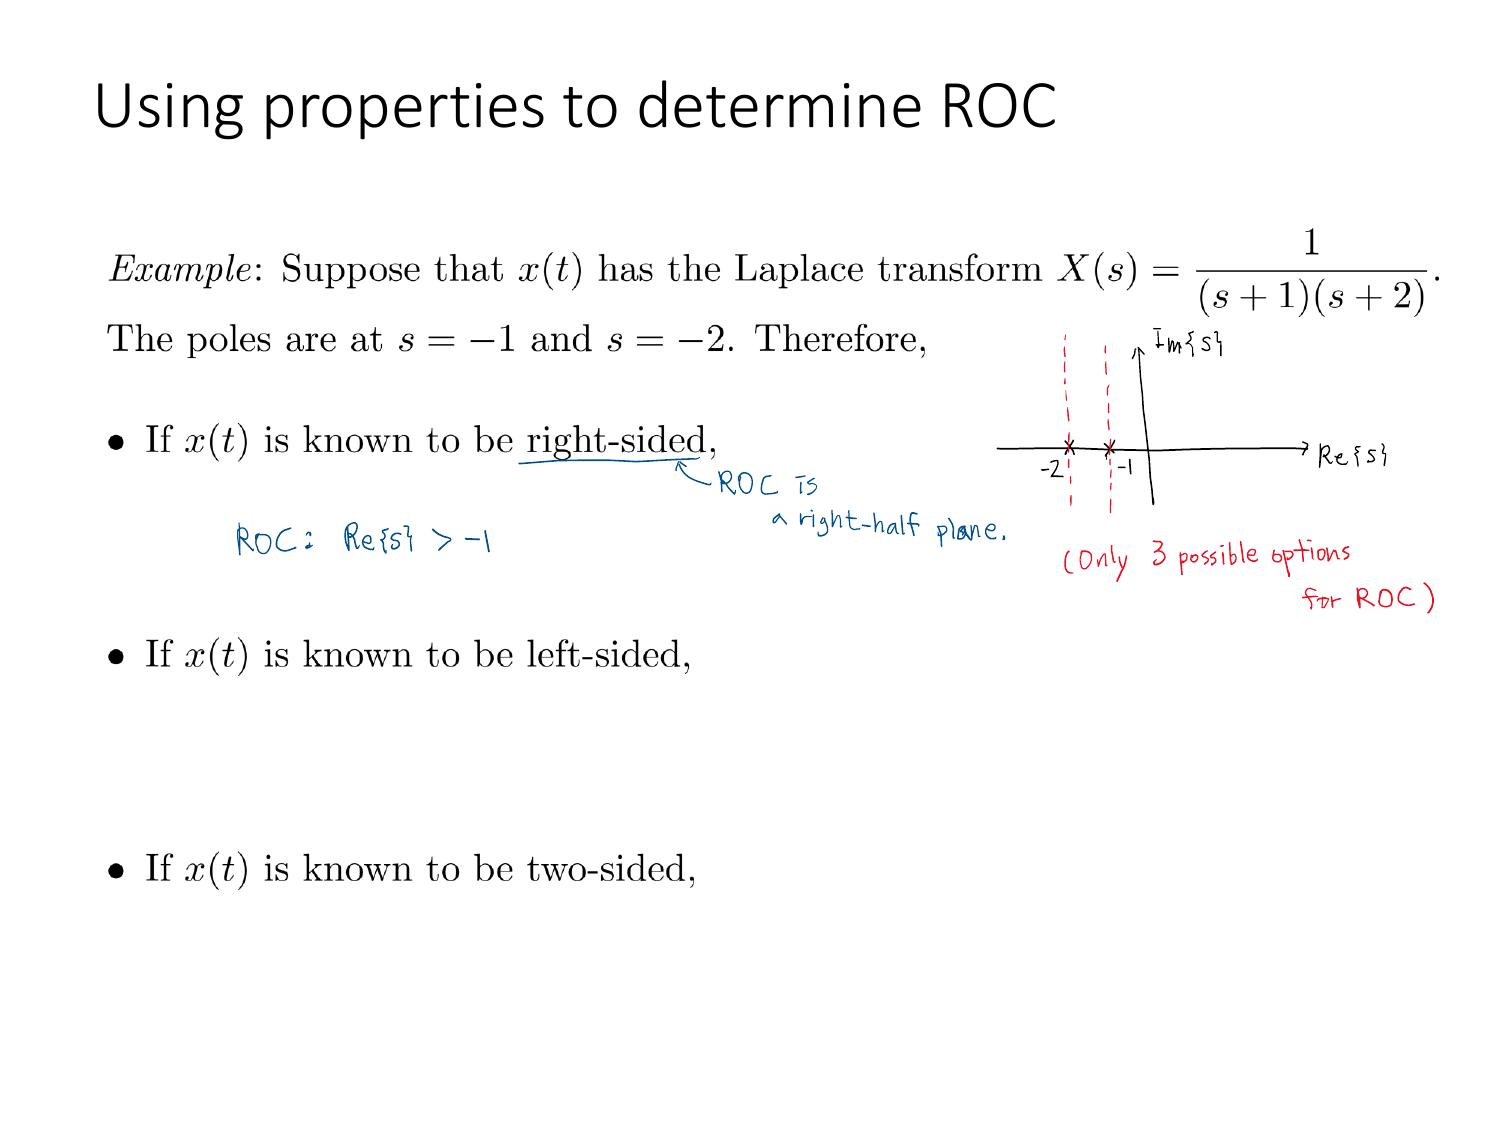 Using properties to determine ROC
Example: Suppose that x(t) has the Laplace transform X(s) = 1/((s + 1)(s + 2)).
The poles are at s = −1 and s = −2. Therefore,
Im{s}
• If x(t) is known to be right-sided,
Re{s}
-2
-1
ROC is
a right-half plane.
ROC: Re{s} > -1
(Only 3 possible options
for ROC)
• If x(t) is known to be left-sided,
• If x(t) is known to be two-sided,